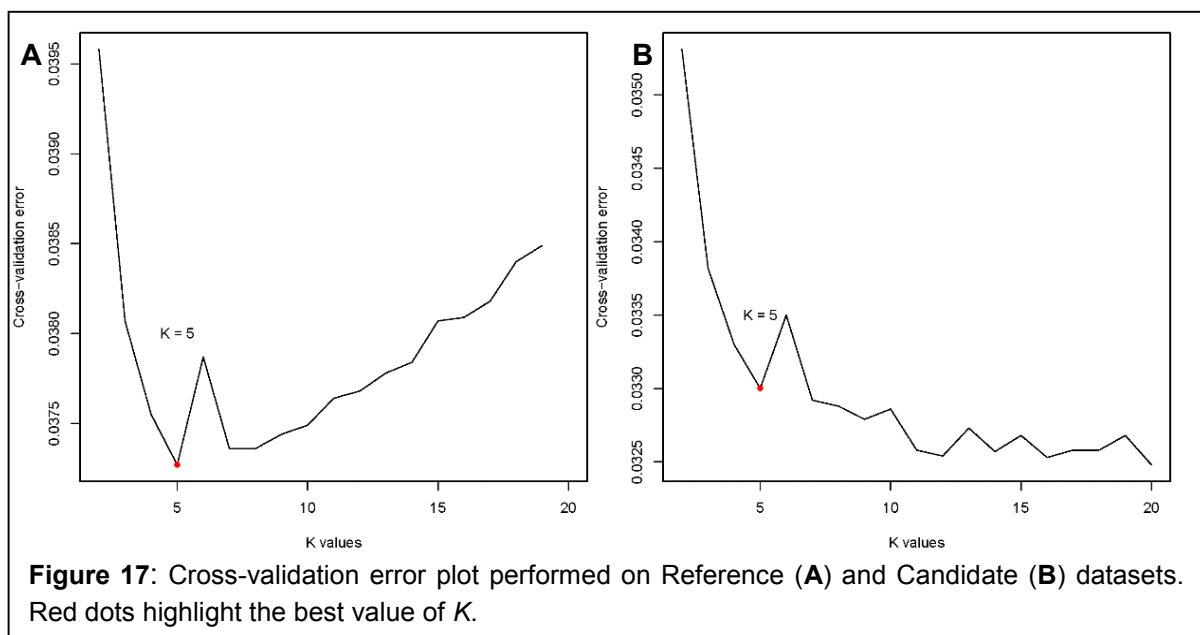 A
0.0395
0.0390
0.0385
0.0380
0.0375
Cross-validation error
K = 5
5
10
15
20
K values
B
0.0350
0.0345
0.0340
0.0335
0.0330
0.0325
Cross-validation error
K = 5
5
10
15
20
K values
Figure 17: Cross-validation error plot performed on Reference (A) and Candidate (B) datasets.
Red dots highlight the best value of K.